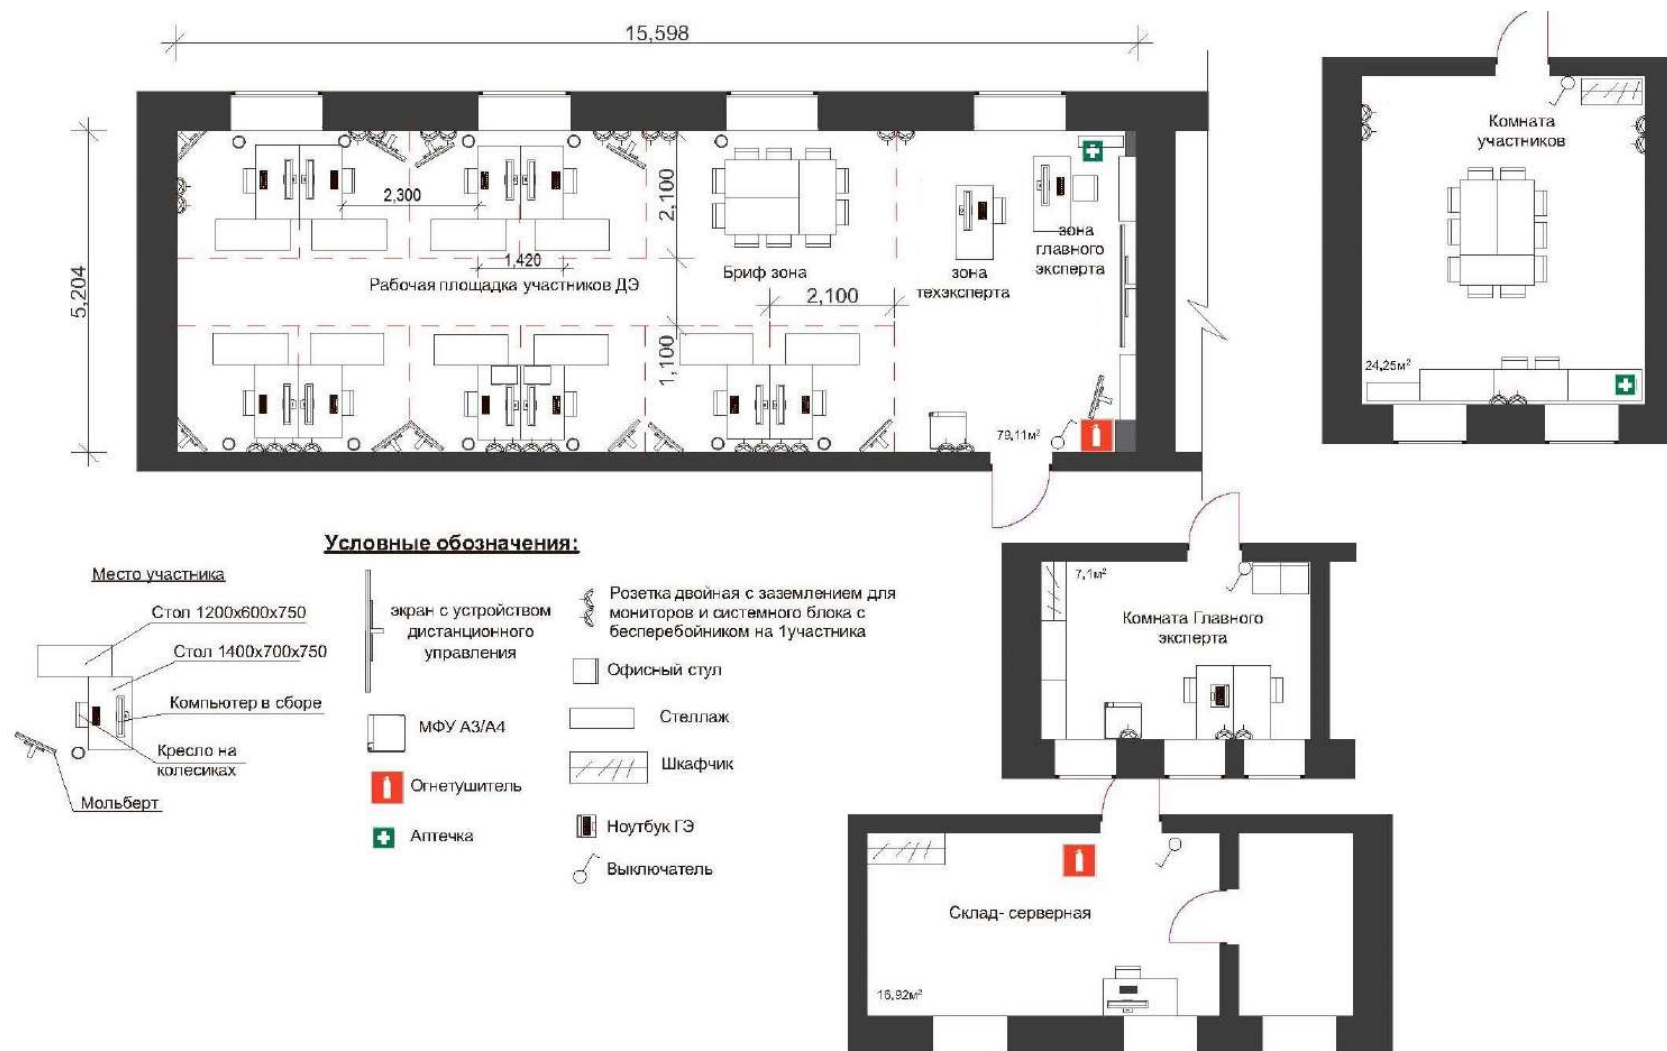 15,598
Комната
участников
2,300
2,100
5,204
1,420
Рабочая площадка участников ДЭ
Бриф зона
зона
техэксперта
зона
главного
эксперта
2,100
1,100
79,11м²
24,25м²
Условные обозначения:
Место участника
Стол 1200x600x750
Стол 1400x700x750
Компьютер в сборе
Кресло на
колесиках
Мольберт
экран с устройством
дистанционного
управления
МФУ А3/А4
Огнетушитель
Аптечка
Розетка двойная с заземлением для
мониторов и системного блока с
бесперебойником на 1участника
Офисный стул
Стеллаж
Шкафчик
Ноутбук ГЭ
Выключатель
7,1м²
Комната Главного
эксперта
Склад- серверная
16,92м²